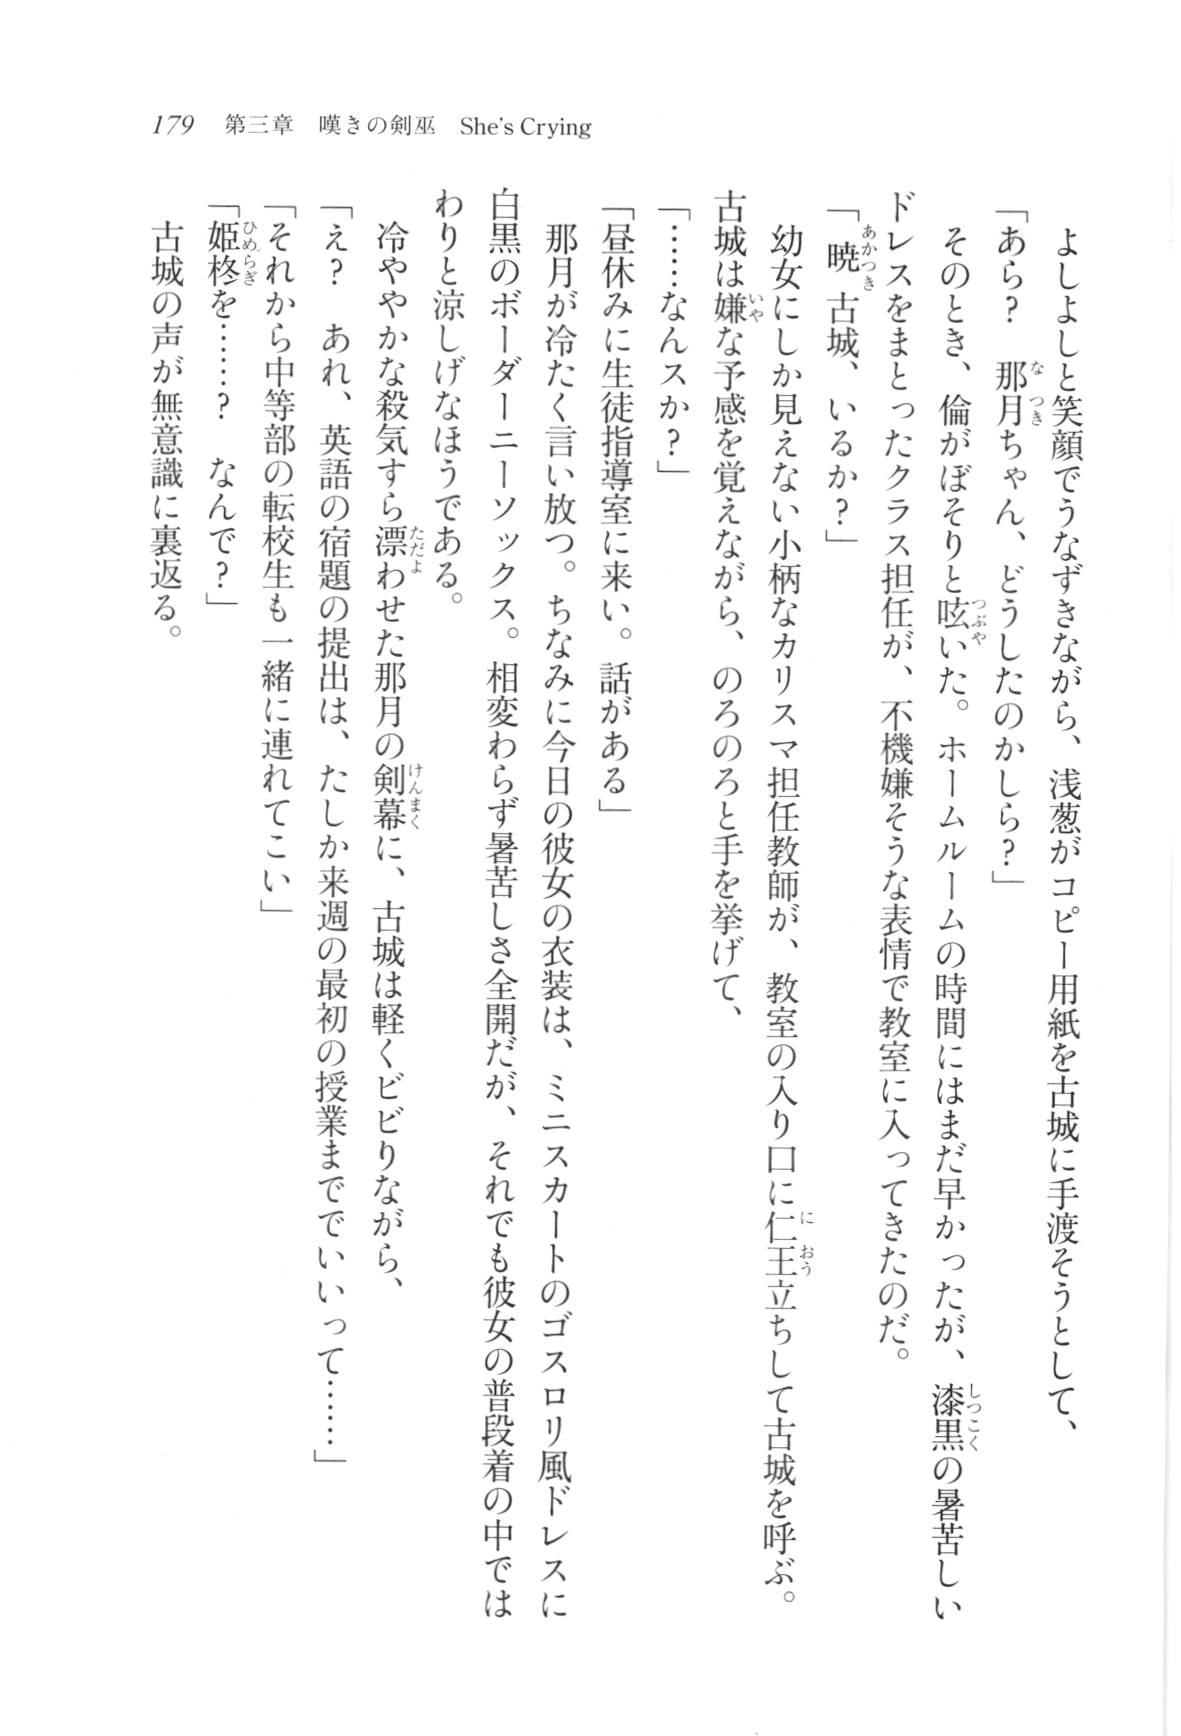 179　第三章　嘆きの剣巫　She's Crying
よしよしと笑顔でうなずきながら、浅葱がコピー用紙を古城に手渡そうとして、
「あら？　那月ちゃん、どうしたのかしら？」
そのとき、倫がぼそりと呟いた。ホームルームの時間にはまだ早かったが、漆黒の暑苦しい
ドレスをまとったクラス担任が、不機嫌そうな表情で教室に入ってきたのだ。
「暁古城、いるか？」
幼女にしか見えない小柄なカリスマ担任教師が、教室の入り口に仁王立ちして古城を呼ぶ。
古城は嫌な予感を覚えながら、のろのろと手を挙げて、
「……なんスか？」
「昼休みに生徒指導室に来い。話がある」
那月が冷たく言い放つ。ちなみに今日の彼女の衣装は、ミニスカートのゴスロリ風ドレスに
白黒のボーダーニーソックス。相変わらず暑苦しさ全開だが、それでも彼女の普段着の中では
わりと涼しげなほうである。
冷ややかな殺気すら漂わせた那月の剣幕に、古城は軽くビビりながら、
「え？　あれ、英語の宿題の提出は、たしか来週の最初の授業まででいいって……」
「それから中等部の転校生も一緒に連れてこい」
「姫柊を……？　なんで？」
古城の声が無意識に裏返る。